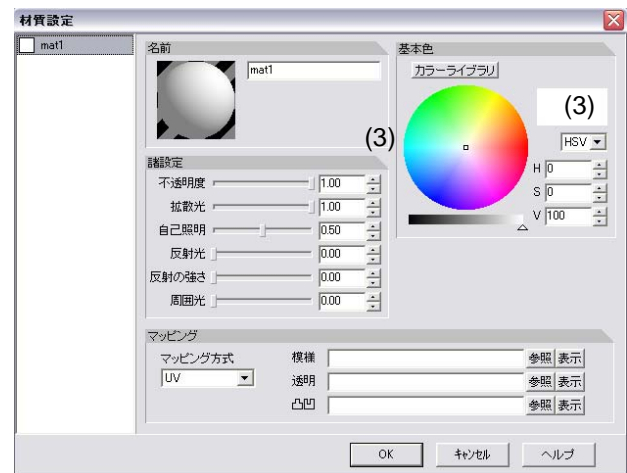 材質設定
mat1
名前
mat1
基本色
カラーライブラリ
(3)
(3)
HSV
H 0
S 0
V 100
諸設定
不透明度 1.00
拡散光 1.00
自己照明 0.50
反射光 0.00
反射の強さ 0.00
周囲光 0.00
マッピング
マッピング方式
UV
模様 参照 表示
透明 参照 表示
凸凹 参照 表示
OK キャンセル ヘルプ